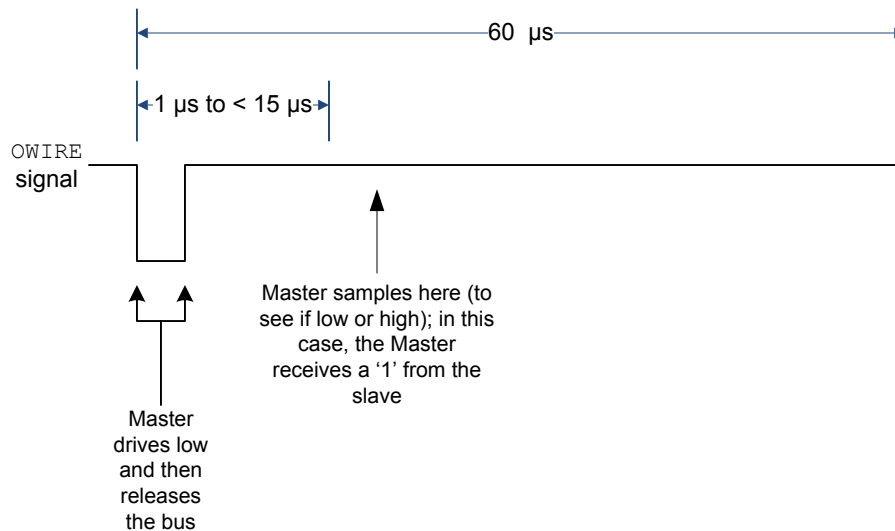 60 µs
1 µs to < 15 µs
OWIRE
signal
Master samples here (to
see if low or high); in this
case, the Master
receives a ‘1’ from the
slave
Master
drives low
and then
releases
the bus